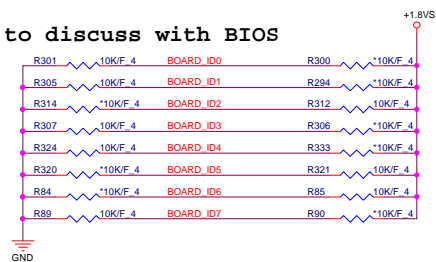 +1.8VS
to discuss with BIOS
R301 10K/F_4 BOARD_ID0 R300 *10K/F_4
R305 10K/F_4 BOARD_ID1 R294 *10K/F_4
R314 *10K/F_4 BOARD_ID2 R312 10K/F_4
R307 10K/F_4 BOARD_ID3 R306 *10K/F_4
R324 10K/F_4 BOARD_ID4 R333 *10K/F_4
R320 *10K/F_4 BOARD_ID5 R321 10K/F_4
R84 *10K/F_4 BOARD_ID6 R85 10K/F_4
R89 10K/F_4 BOARD_ID7 R90 *10K/F_4
GND